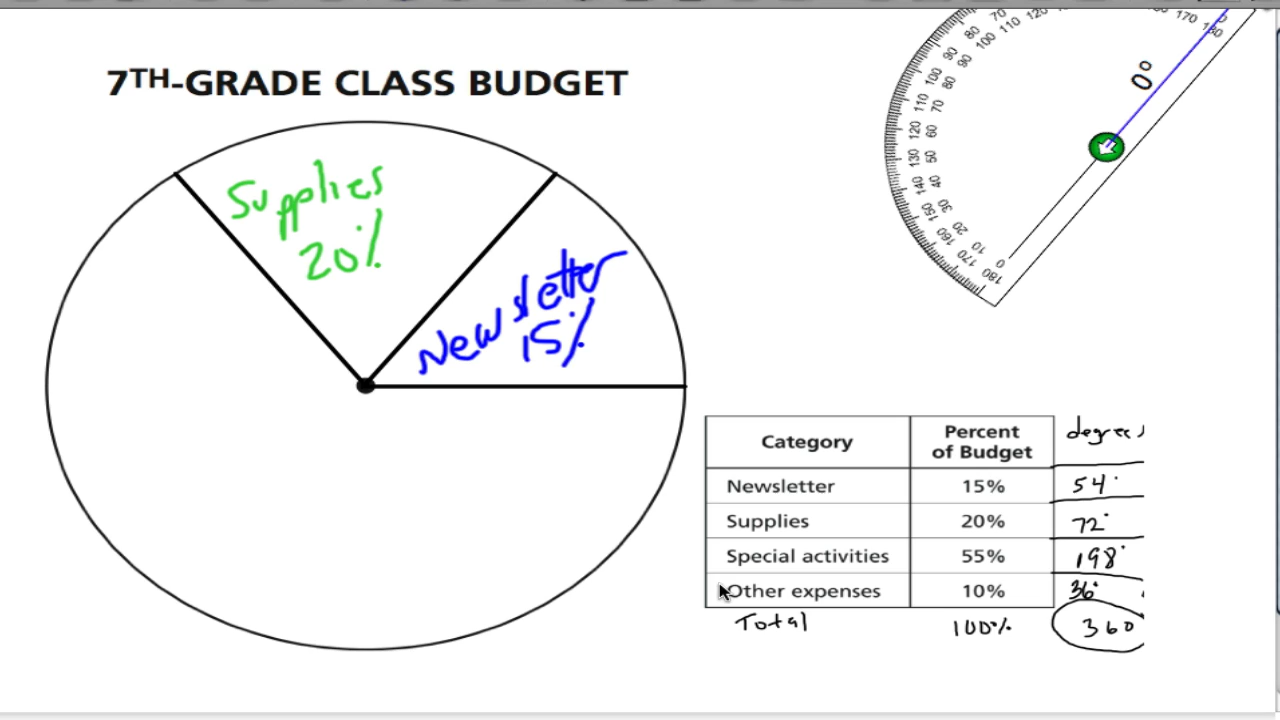 7TH-GRADE CLASS BUDGET
Supplies
20%
Newsletter
15%
0°
Category Percent of Budget degrees
Newsletter 15% 54°
Supplies 20% 72°
Special activities 55% 198°
Other expenses 10% 36°
Total 100% 360